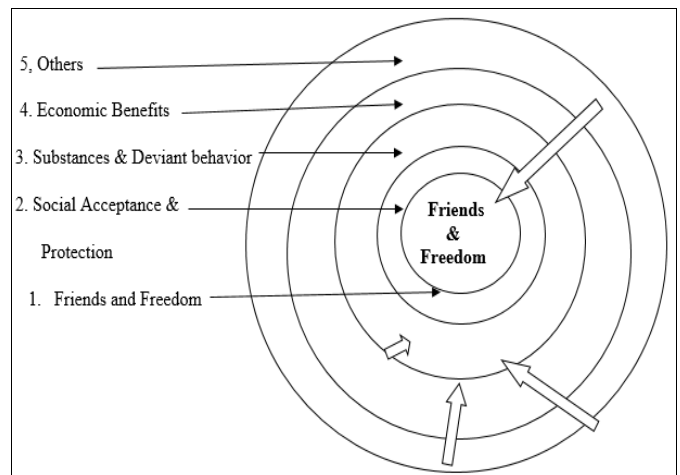 5, Others
4. Economic Benefits
3. Substances & Deviant behavior
2. Social Acceptance &
Protection
1. Friends and Freedom
Friends
&
Freedom